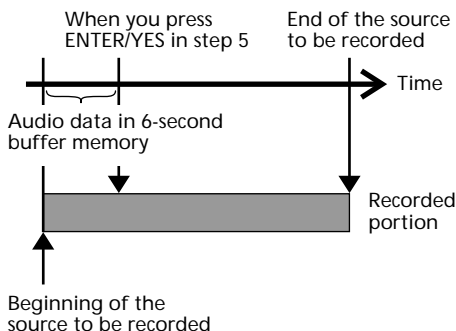 When you press
ENTER/YES in step 5
End of the source
to be recorded
Time
Audio data in 6-second
buffer memory
Recorded
portion
Beginning of the
source to be recorded